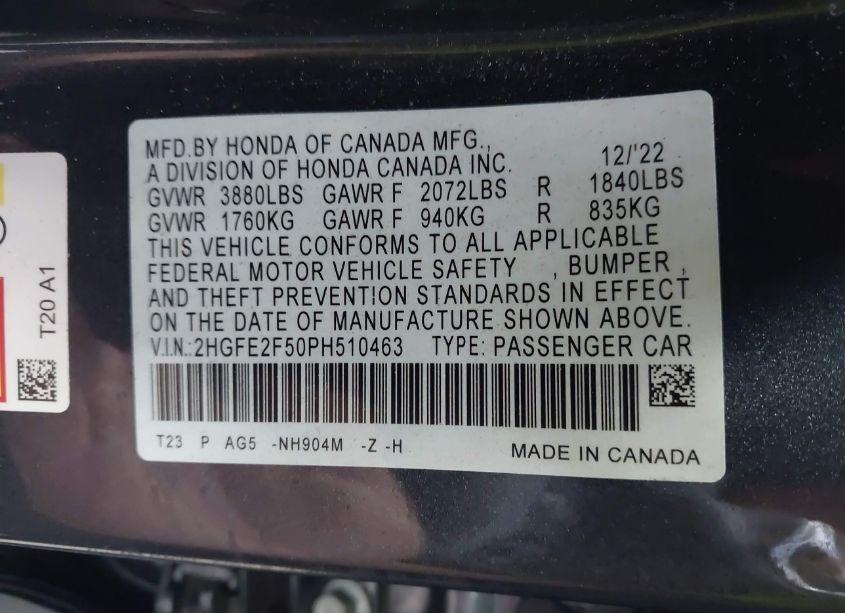 MFD.BY HONDA OF CANADA MFG.,
A DIVISION OF HONDA CANADA INC. 12/'22
GVWR 3880LBS GAWR F 2072LBS R 1840LBS
GVWR 1760KG GAWR F 940KG R 835KG
THIS VEHICLE CONFORMS TO ALL APPLICABLE
FEDERAL MOTOR VEHICLE SAFETY , BUMPER ,
AND THEFT PREVENTION STANDARDS IN EFFECT
ON THE DATE OF MANUFACTURE SHOWN ABOVE.
V.I.N.:2HGFE2F50PH510463 TYPE: PASSENGER CAR
T23 P AG5 -NH904M -Z -H
MADE IN CANADA
T20 A1